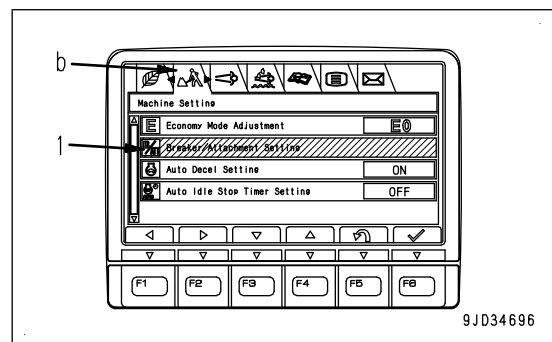 b
Machine Setting
E Economy Mode Adjustment E0
1 Breaker/Attachment Setting
Auto Decel Setting ON
Auto Idle Stop Timer Setting OFF
F1 F2 F3 F4 F5 F6
9JD34696